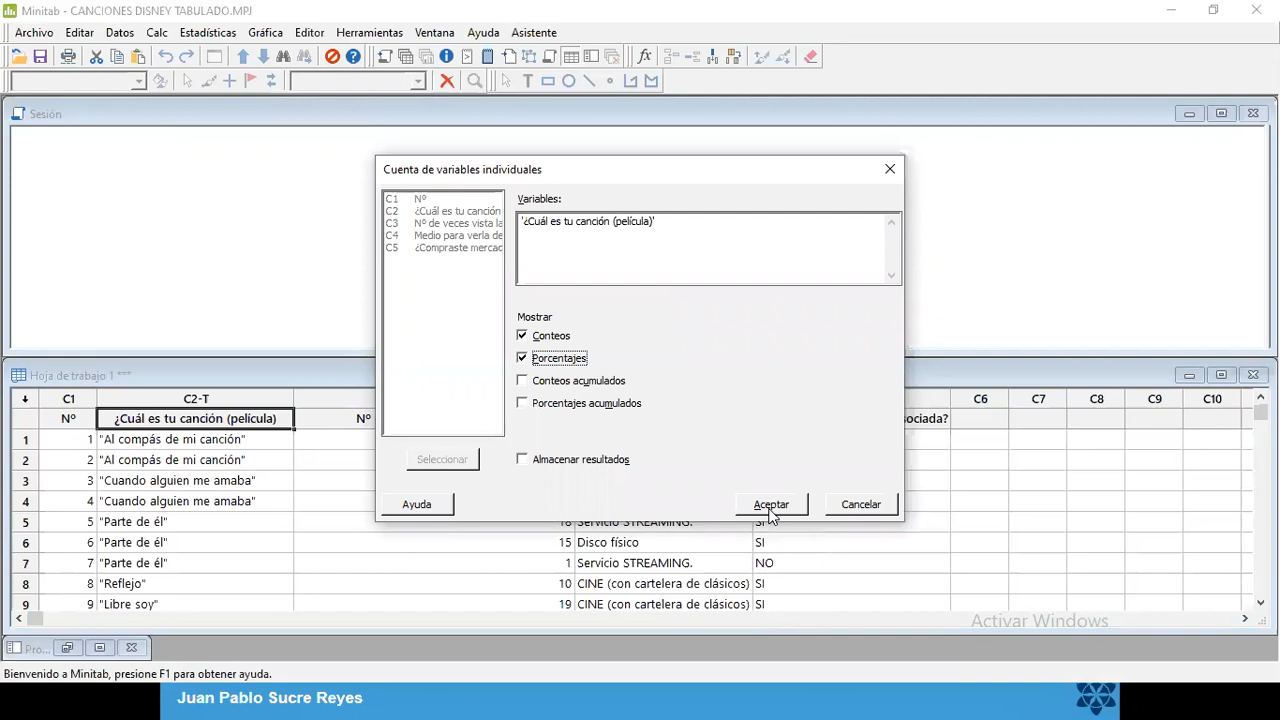 Minitab - CANCIONES DISNEY TABULADO.MPJ
Archivo Editar Datos Calc Estadísticas Gráfica Editor Herramientas Ventana Ayuda Asistente
Sesión
Cuenta de variables individuales
C1 Nº
C2 ¿Cuál es tu canción
C3 Nº de veces vista la
C4 Medio para verla de
C5 ¿Compraste mercad
Variables:
'¿Cuál es tu canción (película)'
Mostrar
Conteos
Porcentajes
Conteos acumulados
Porcentajes acumulados
Seleccionar
Almacenar resultados
Ayuda
Aceptar
Cancelar
Hoja de trabajo 1 ***
C1 C2-T C6 C7 C8 C9 C10
Nº ¿Cuál es tu canción (película) Nº ociada?
1 1 "Al compás de mi canción"
2 2 "Al compás de mi canción"
3 3 "Cuando alguien me amaba"
4 4 "Cuando alguien me amaba"
5 5 "Parte de él" 18 Servicio STREAMING. SI
6 6 "Parte de él" 15 Disco físico SI
7 7 "Parte de él" 1 Servicio STREAMING. NO
8 8 "Reflejo" 10 CINE (con cartelera de clásicos) SI
9 9 "Libre soy" 19 CINE (con cartelera de clásicos) SI
Activar Windows
Pro...
Bienvenido a Minitab, presione F1 para obtener ayuda.
Juan Pablo Sucre Reyes